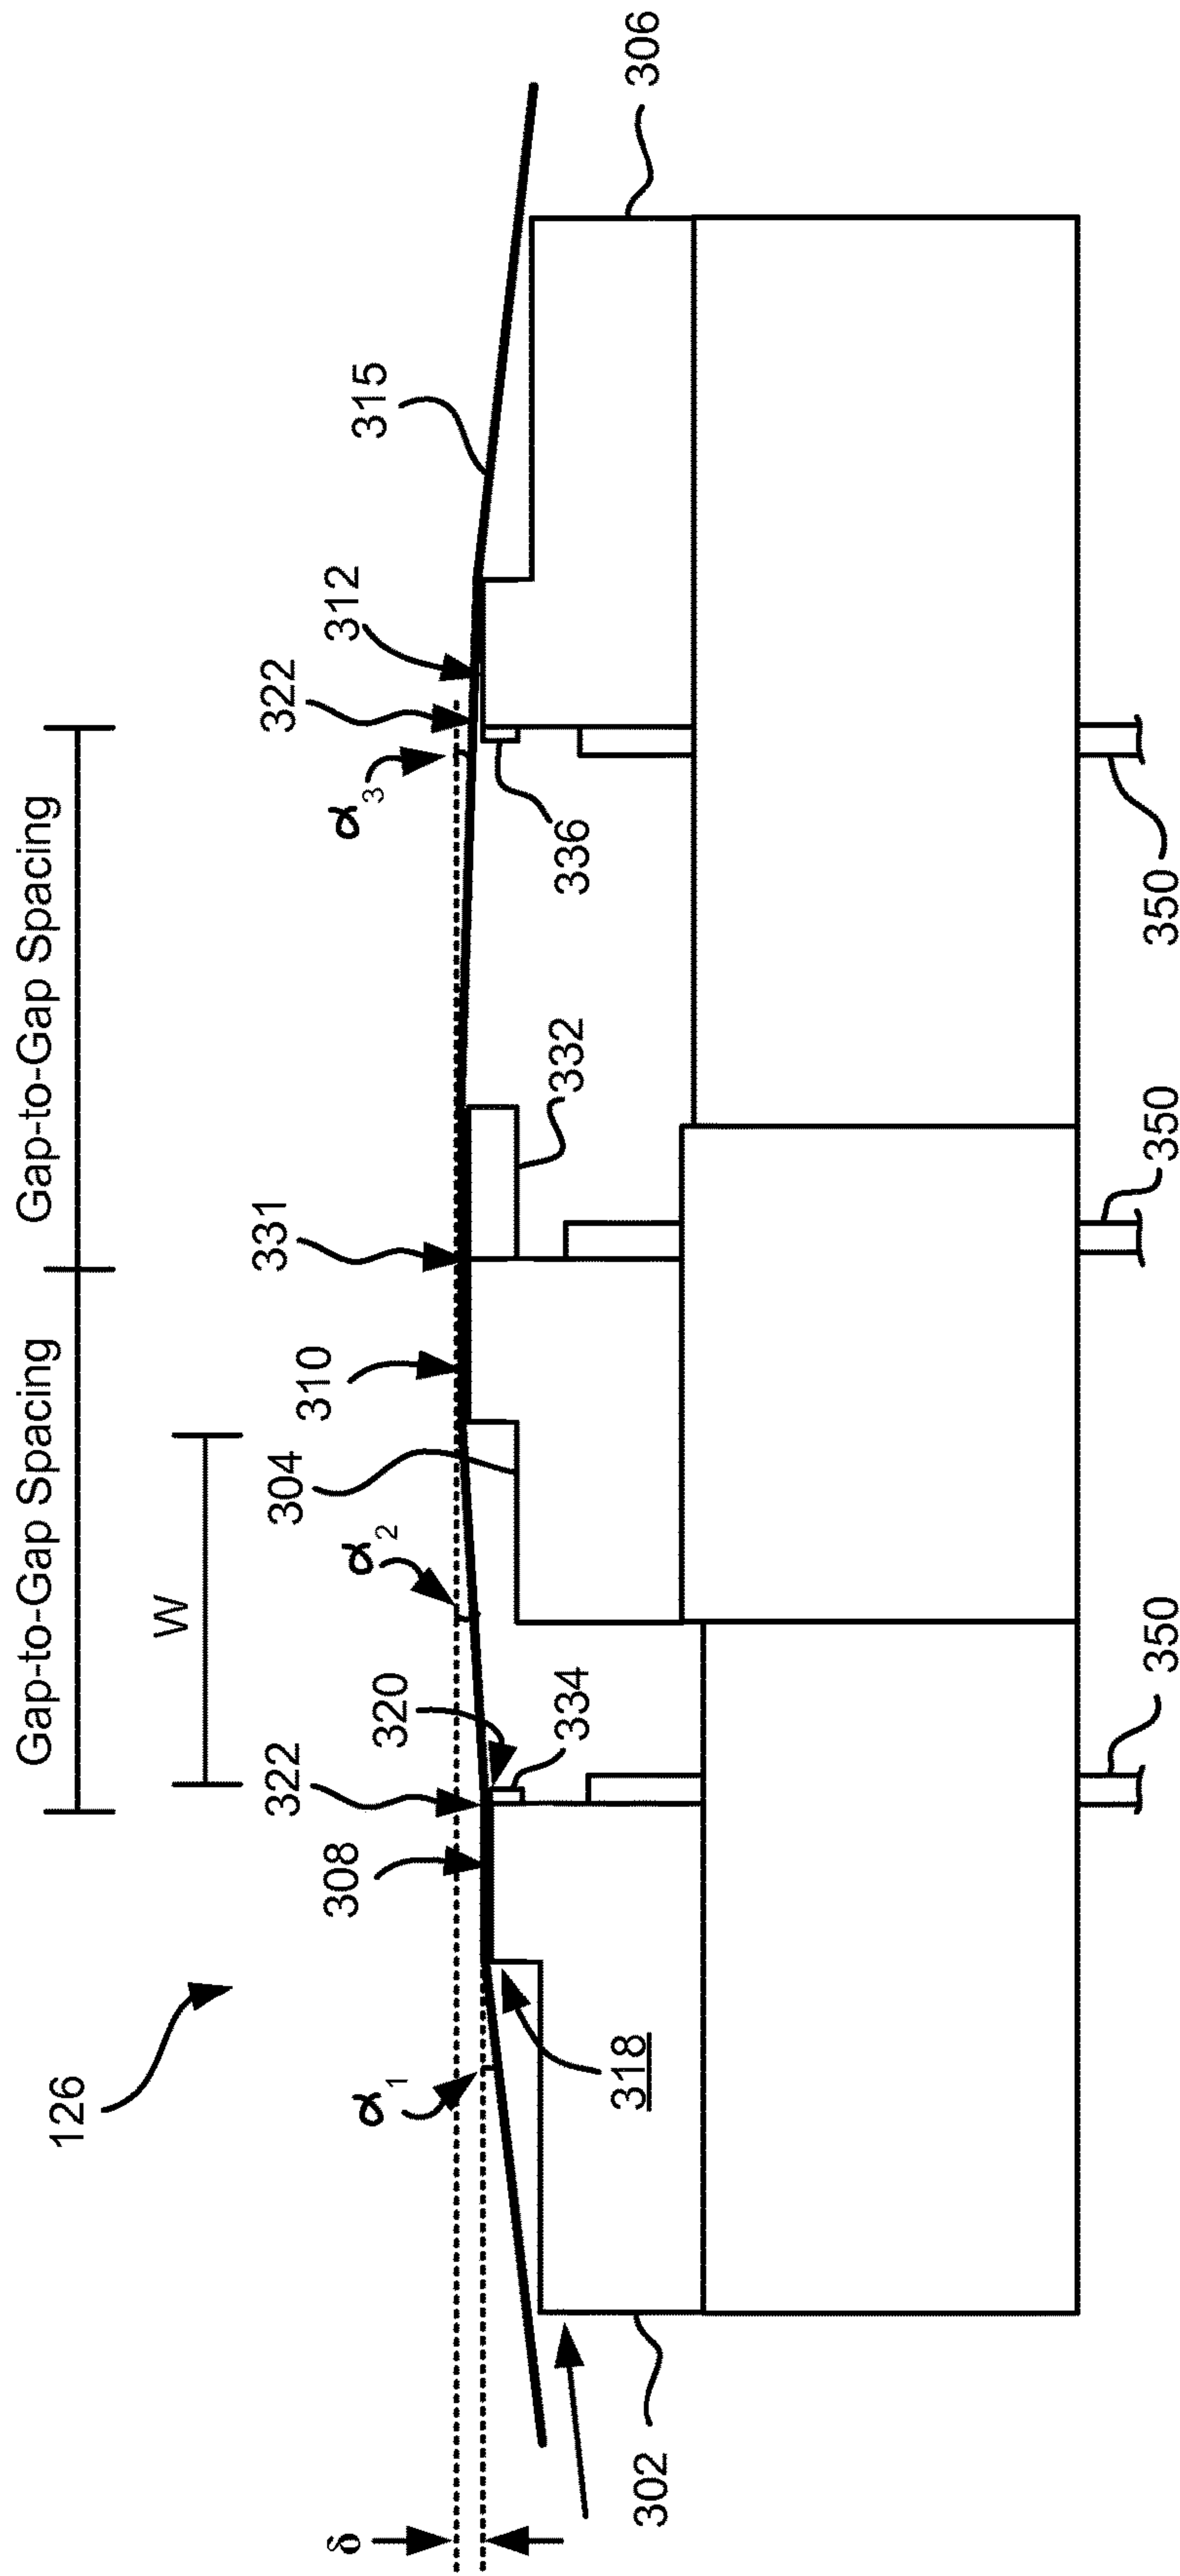 Gap-to-Gap Spacing
Gap-to-Gap Spacing
W
126
δ
α1
308
322
320
α2
304
310
331
α3
322
312
315
306
318
302
334
332
336
350
350
350